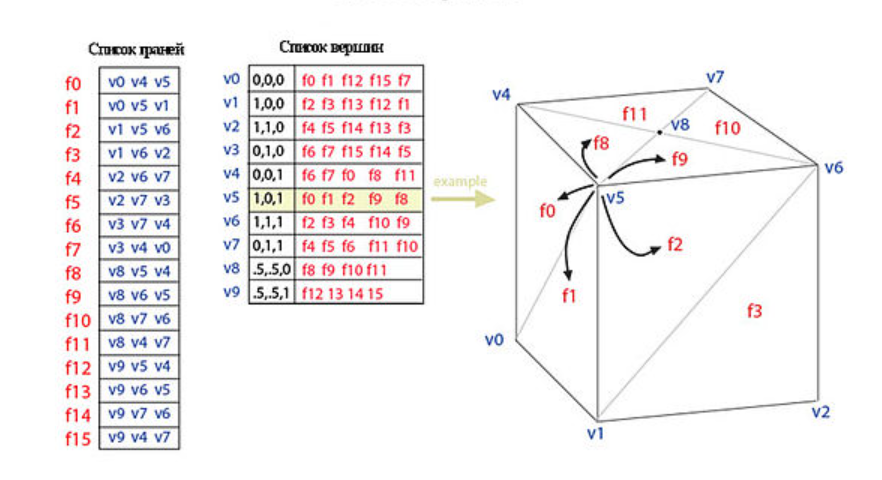 Список граней
f0 v0 v4 v5
f1 v0 v5 v1
f2 v1 v5 v6
f3 v1 v6 v2
f4 v2 v6 v7
f5 v2 v7 v3
f6 v3 v7 v4
f7 v3 v4 v0
f8 v8 v5 v4
f9 v8 v6 v5
f10 v8 v7 v6
f11 v8 v4 v7
f12 v9 v5 v4
f13 v9 v6 v5
f14 v9 v7 v6
f15 v9 v4 v7
Список вершин
v0 0,0,0 f0 f1 f12 f15 f7
v1 1,0,0 f2 f3 f13 f12 f1
v2 1,1,0 f4 f5 f14 f13 f3
v3 0,1,0 f6 f7 f15 f14 f5
v4 0,0,1 f6 f7 f0 f8 f11
v5 1,0,1 f0 f1 f2 f9 f8
v6 1,1,1 f2 f3 f4 f10 f9
v7 0,1,1 f4 f5 f6 f11 f10
v8 .5,.5,0 f8 f9 f10 f11
v9 .5,.5,1 f12 13 14 15
example
v7
v4
f11
v8
f10
f8
f9
v6
v5
f0
f2
f1
f3
v0
v2
v1